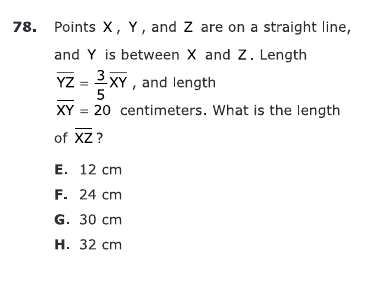 78. Points X, Y, and Z are on a straight line,
and Y is between X and Z. Length
$\overline{YZ} = \frac{3}{5}\overline{XY}$, and length
$\overline{XY}$ = 20 centimeters. What is the length
of $\overline{XZ}$?
E. 12 cm
F. 24 cm
G. 30 cm
H. 32 cm